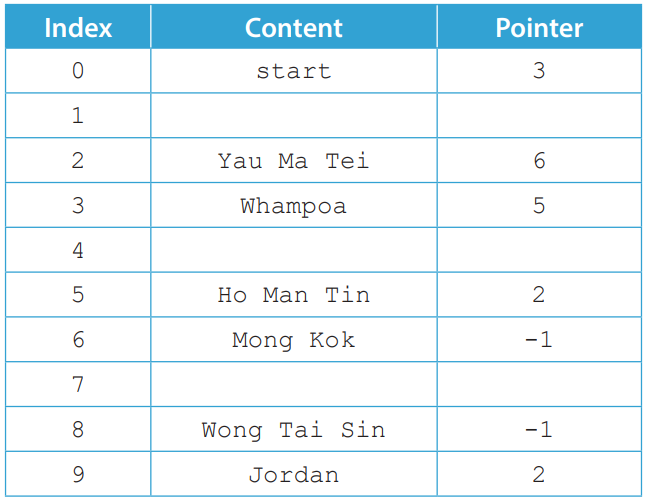 Index Content Pointer
0 start 3
1
2 Yau Ma Tei 6
3 Whampoa 5
4
5 Ho Man Tin 2
6 Mong Kok -1
7
8 Wong Tai Sin -1
9 Jordan 2